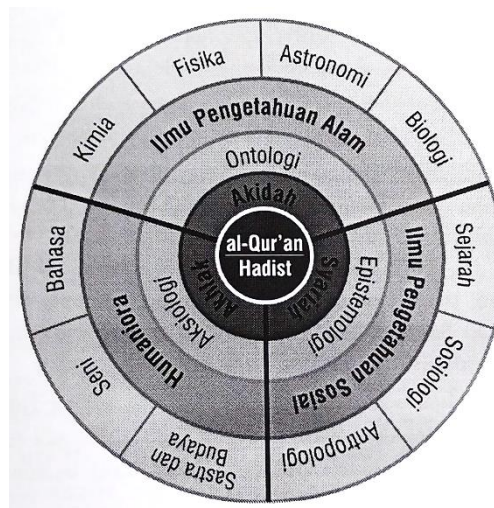 Kimia
Fisika
Astronomi
Biologi
Sejarah
Sosiologi
Antropologi
Sastra dan
Budaya
Seni
Bahasa
Ilmu Pengetahuan Alam
Ilmu Pengetahuan Sosial
Humaniora
Ontologi
Epistemologi
Aksiologi
Akidah
Syariah
Akhlak
al-Qur'an
Hadist